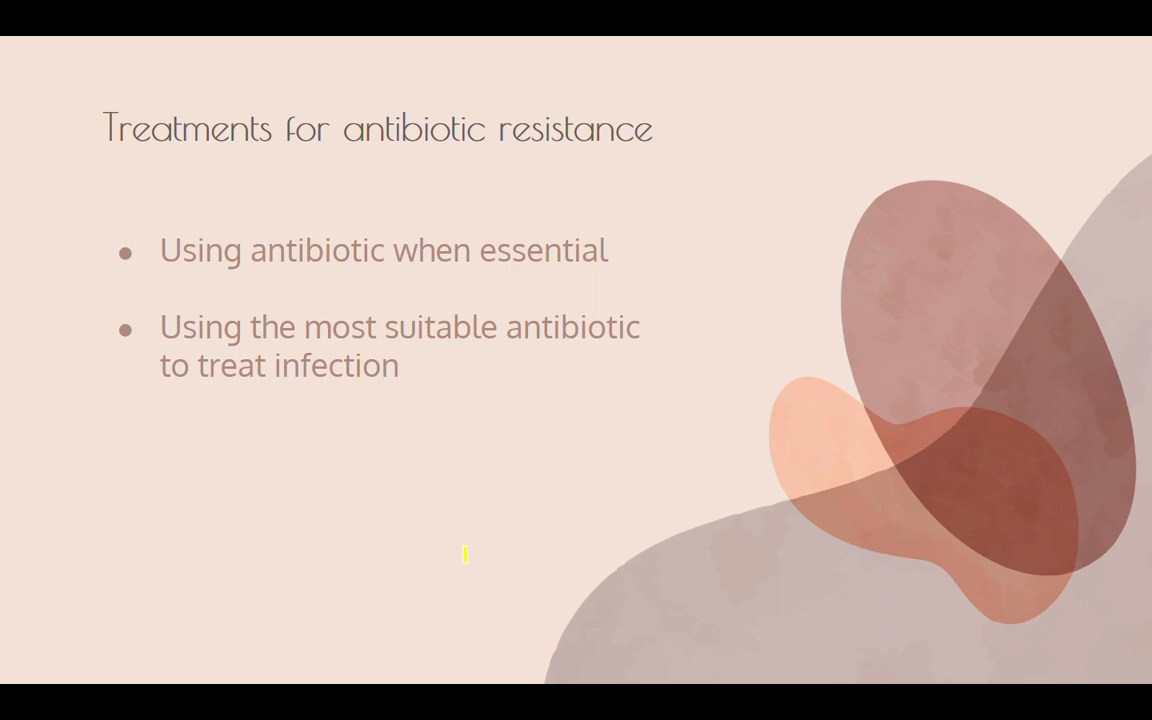 Treatments for antibiotic resistance
● Using antibiotic when essential
● Using the most suitable antibiotic
to treat infection